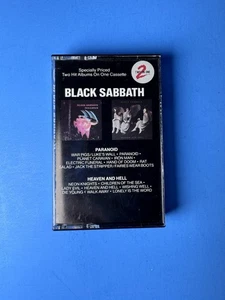 Specially Priced
Two Hit Albums On One Cassette
2
BLACK SABBATH
PARANOID
WAR PIGS/LUKE'S WALL • PARANOID •
PLANET CARAVAN • IRON MAN •
ELECTRIC FUNERAL • HAND OF DOOM • RAT
SALAD • JACK THE STRIPPER/FAIRIES WEAR BOOTS
HEAVEN AND HELL
NEON KNIGHTS • CHILDREN OF THE SEA •
LADY EVIL • HEAVEN AND HELL • WISHING WELL •
DIE YOUNG • WALK AWAY • LONELY IS THE WORD